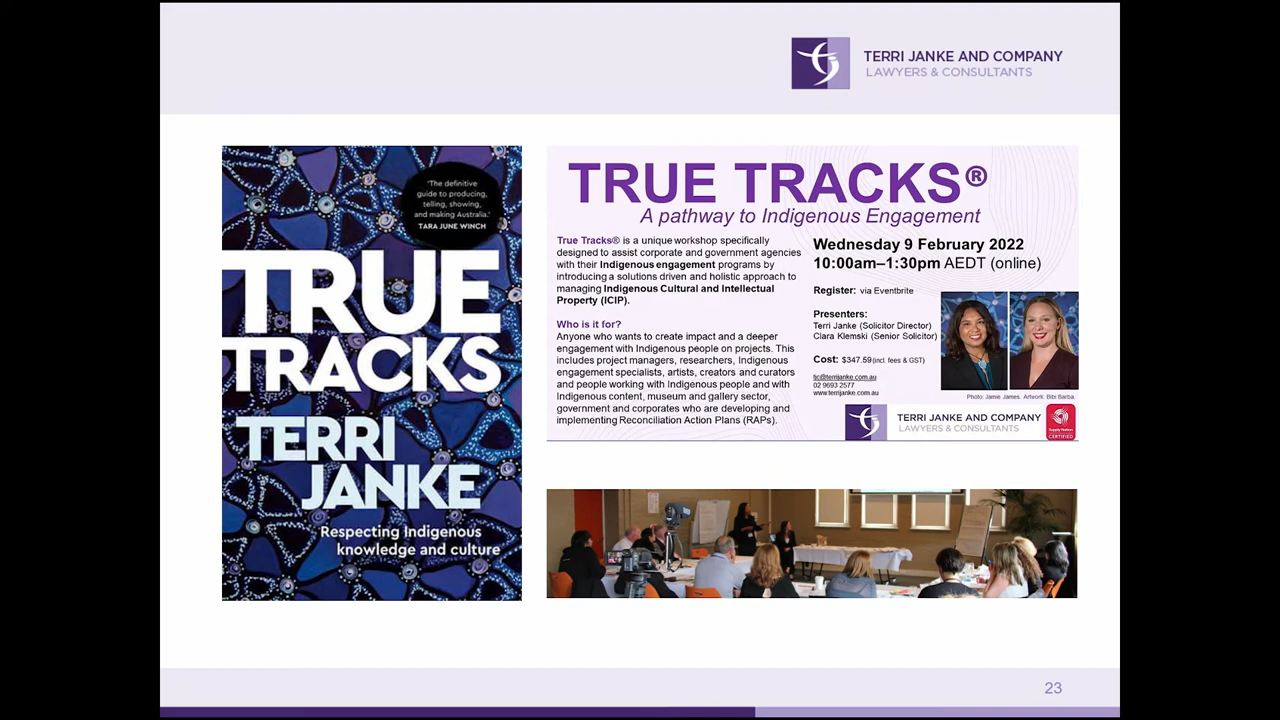 TERRI JANKE AND COMPANY
LAWYERS & CONSULTANTS
'The definitive
guide to producing,
telling, showing,
and making Australia.'
TARA JUNE WINCH
TRUE
TRACKS
TERRI
JANKE
Respecting Indigenous
knowledge and culture
TRUE TRACKS®
A pathway to Indigenous Engagement
True Tracks® is a unique workshop specifically
designed to assist corporate and government agencies
with their Indigenous engagement programs by
introducing a solutions driven and holistic approach to
managing Indigenous Cultural and Intellectual
Property (ICIP).
Who is it for?
Anyone who wants to create impact and a deeper
engagement with Indigenous people on projects. This
includes project managers, researchers, Indigenous
engagement specialists, artists, creators and curators
and people working with Indigenous people and with
Indigenous content, museum and gallery sector,
government and corporates who are developing and
implementing Reconciliation Action Plans (RAPs).
Wednesday 9 February 2022
10:00am–1:30pm AEDT (online)
Register: via Eventbrite
Presenters:
Terri Janke (Solicitor Director)
Clara Klemski (Senior Solicitor)
Cost: $347.59 (incl. fees & GST)
tjc@terrijanke.com.au
02 9693 2577
www.terrijanke.com.au
Photo: Jamie James. Artwork: Bibi Barba.
TERRI JANKE AND COMPANY
LAWYERS & CONSULTANTS
Supply Nation
CERTIFIED
23